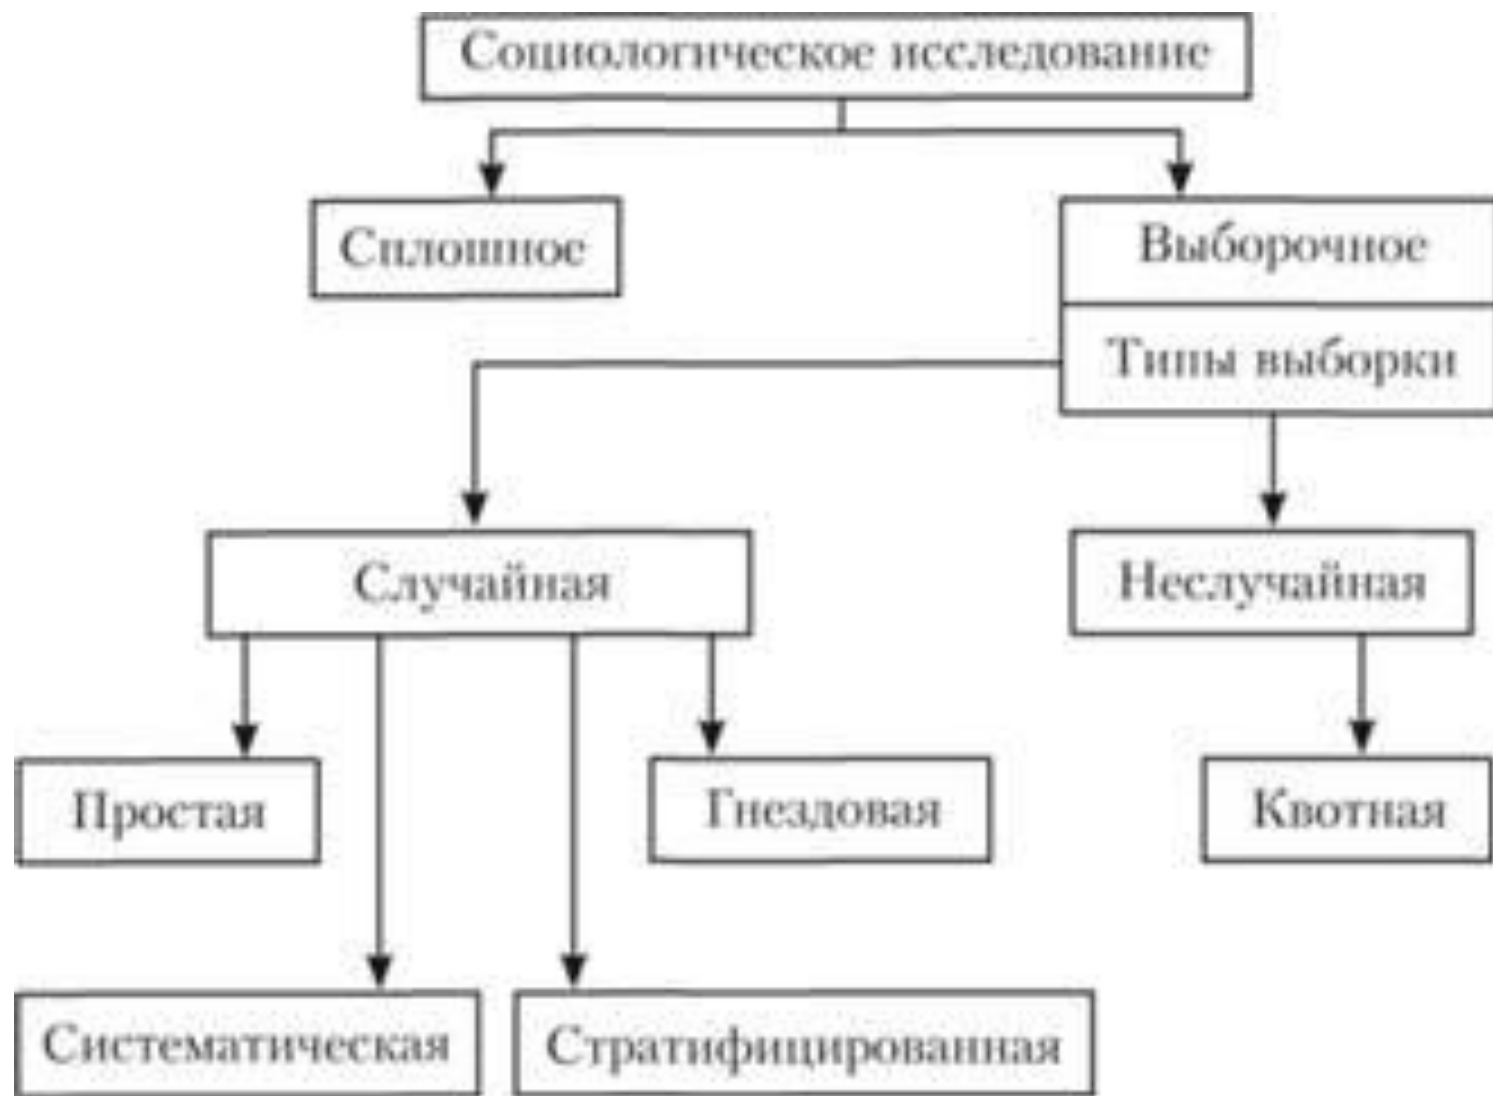 Социологическое исследование
Сплошное
Выборочное
Типы выборки
Случайная
Неслучайная
Простая
Гнездовая
Квотная
Систематическая
Стратифицированная